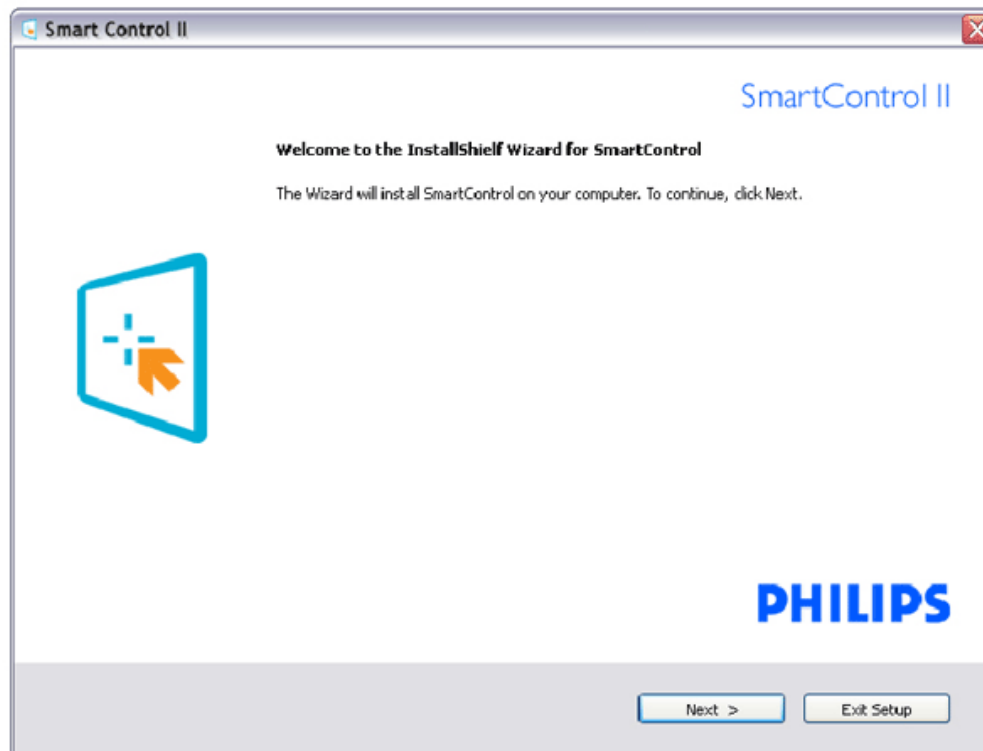 Smart Control II
SmartControl II
Welcome to the InstallShielf Wizard for SmartControl
The Wizard will install SmartControl on your computer. To continue, click Next.
PHILIPS
Next >
Exit Setup